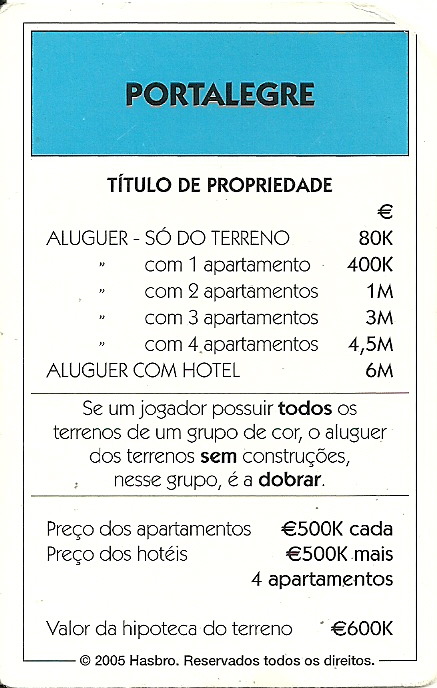 PORTALEGRE
TÍTULO DE PROPRIEDADE
€
ALUGUER - SÓ DO TERRENO 80K
” com 1 apartamento 400K
” com 2 apartamentos 1M
” com 3 apartamentos 3M
” com 4 apartamentos 4,5M
ALUGUER COM HOTEL 6M
Se um jogador possuir todos os
terrenos de um grupo de cor, o aluguer
dos terrenos sem construções,
nesse grupo, é a dobrar.
Preço dos apartamentos €500K cada
Preço dos hotéis €500K mais
4 apartamentos
Valor da hipoteca do terreno €600K
© 2005 Hasbro. Reservados todos os direitos.